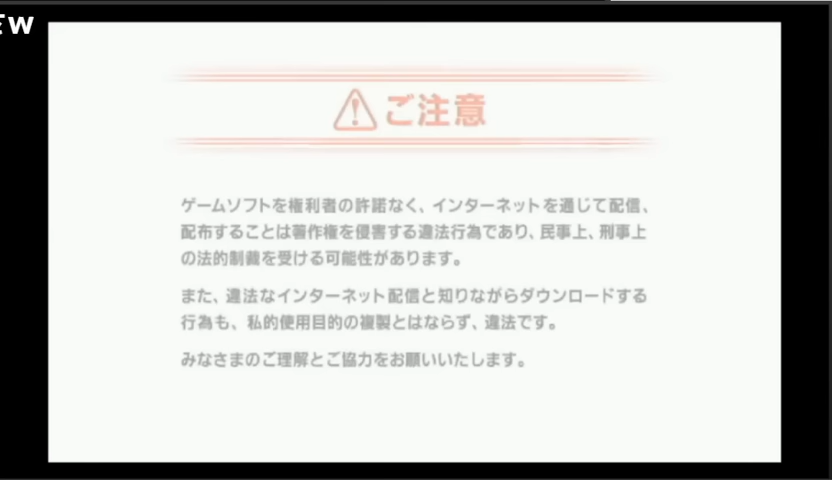 EW
ご注意
ゲームソフトを権利者の許諾なく、インターネットを通じて配信、
配布することは著作権を侵害する違法行為であり、民事上、刑事上
の法的制裁を受ける可能性があります。
また、違法なインターネット配信と知りながらダウンロードする
行為も、私的使用目的の複製とはならず、違法です。
みなさまのご理解とご協力をお願いいたします。